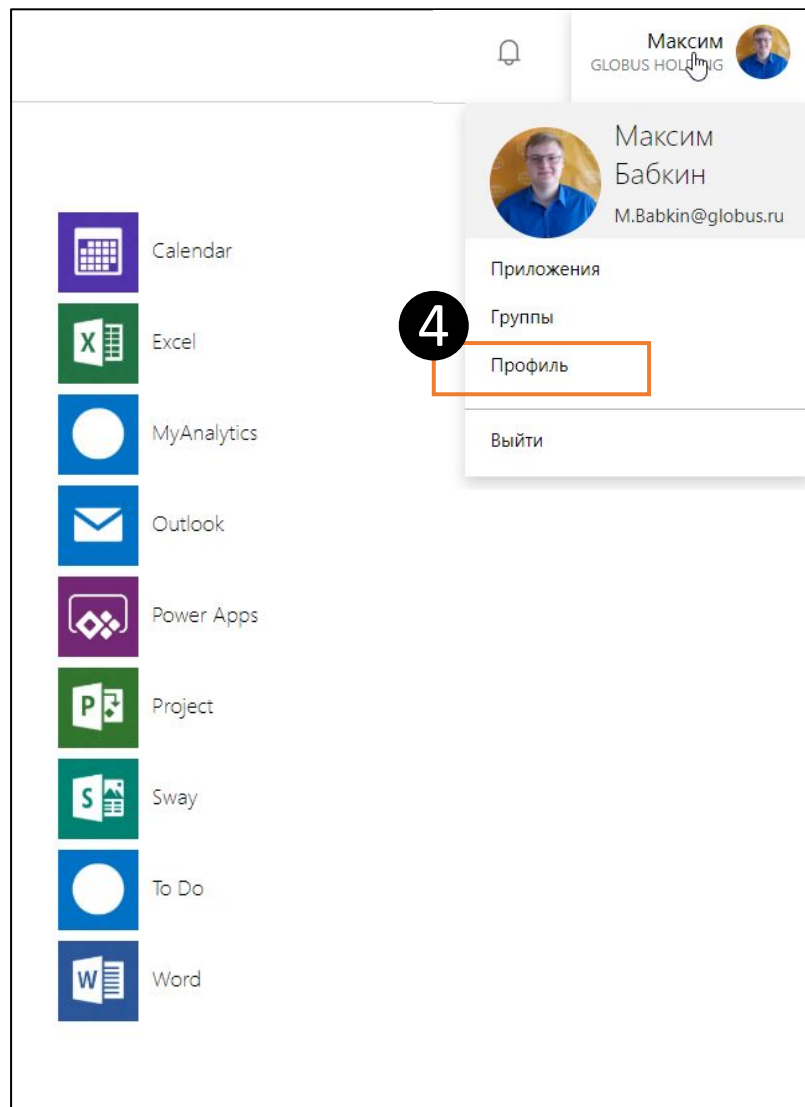 Максим
GLOBUS HOLDING
Максим
Бабкин
M.Babkin@globus.ru
Приложения
Группы
4
Профиль
Выйти
Calendar
Excel
MyAnalytics
Outlook
Power Apps
Project
Sway
To Do
Word